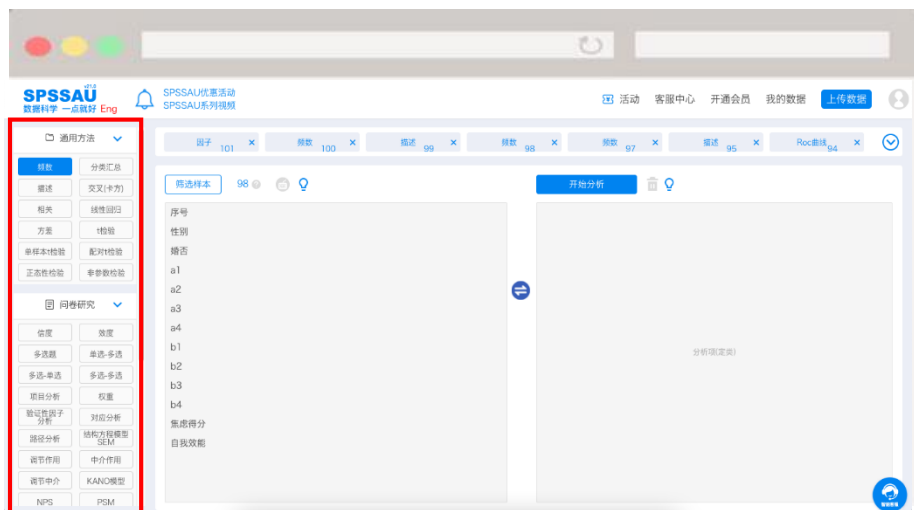 SPSSAU v21.0
数据科学 一点就好 Eng
SPSSAU优惠活动
SPSSAU系列视频
活动 客服中心 开通会员 我的数据 上传数据
通用方法
频数 分类汇总
描述 交叉(卡方)
相关 线性回归
方差 t检验
单样本t检验 配对t检验
正态性检验 非参数检验
问卷研究
信度 效度
多选题 单选-多选
多选-单选 多选-多选
项目分析 权重
验证性因子分析 对应分析
路径分析 结构方程模型SEM
调节作用 中介作用
调节中介 KANO模型
NPS PSM
因子 101 × 频数 100 × 描述 99 × 频数 98 × 频数 97 × 描述 95 × Roc曲线 94 ×
筛选样本 98
序号
性别
婚否
a1
a2
a3
a4
b1
b2
b3
b4
焦虑得分
自我效能
开始分析
分析项(定类)